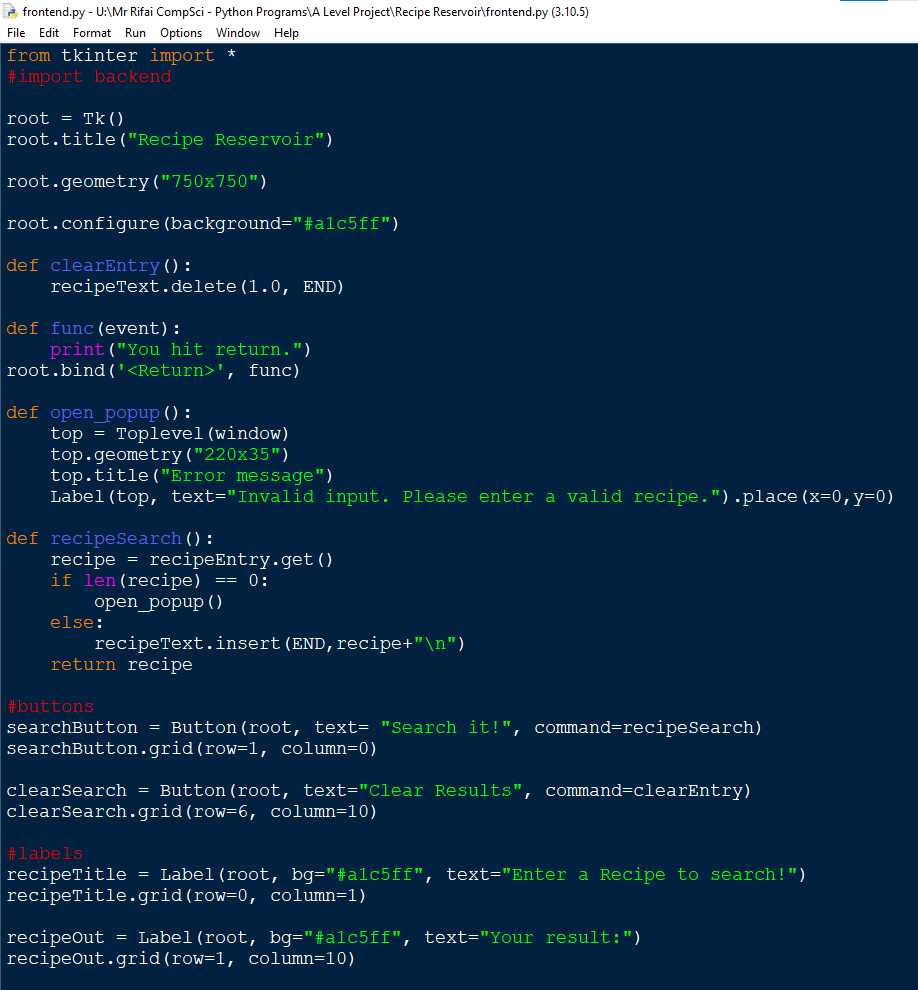 frontend.py - U:\Mr Rifai CompSci - Python Programs\A Level Project\Recipe Reservoir\frontend.py (3.10.5)
File Edit Format Run Options Window Help
from tkinter import *
#import backend

root = Tk()
root.title("Recipe Reservoir")

root.geometry("750x750")

root.configure(background="#a1c5ff")

def clearEntry():
    recipeText.delete(1.0, END)

def func(event):
    print("You hit return.")
root.bind('<Return>', func)

def open_popup():
    top = Toplevel(window)
    top.geometry("220x35")
    top.title("Error message")
    Label(top, text="Invalid input. Please enter a valid recipe.").place(x=0,y=0)

def recipeSearch():
    recipe = recipeEntry.get()
    if len(recipe) == 0:
        open_popup()
    else:
        recipeText.insert(END,recipe+"\n")
    return recipe

#buttons
searchButton = Button(root, text= "Search it!", command=recipeSearch)
searchButton.grid(row=1, column=0)

clearSearch = Button(root, text="Clear Results", command=clearEntry)
clearSearch.grid(row=6, column=10)

#labels
recipeTitle = Label(root, bg="#a1c5ff", text="Enter a Recipe to search!")
recipeTitle.grid(row=0, column=1)

recipeOut = Label(root, bg="#a1c5ff", text="Your result:")
recipeOut.grid(row=1, column=10)